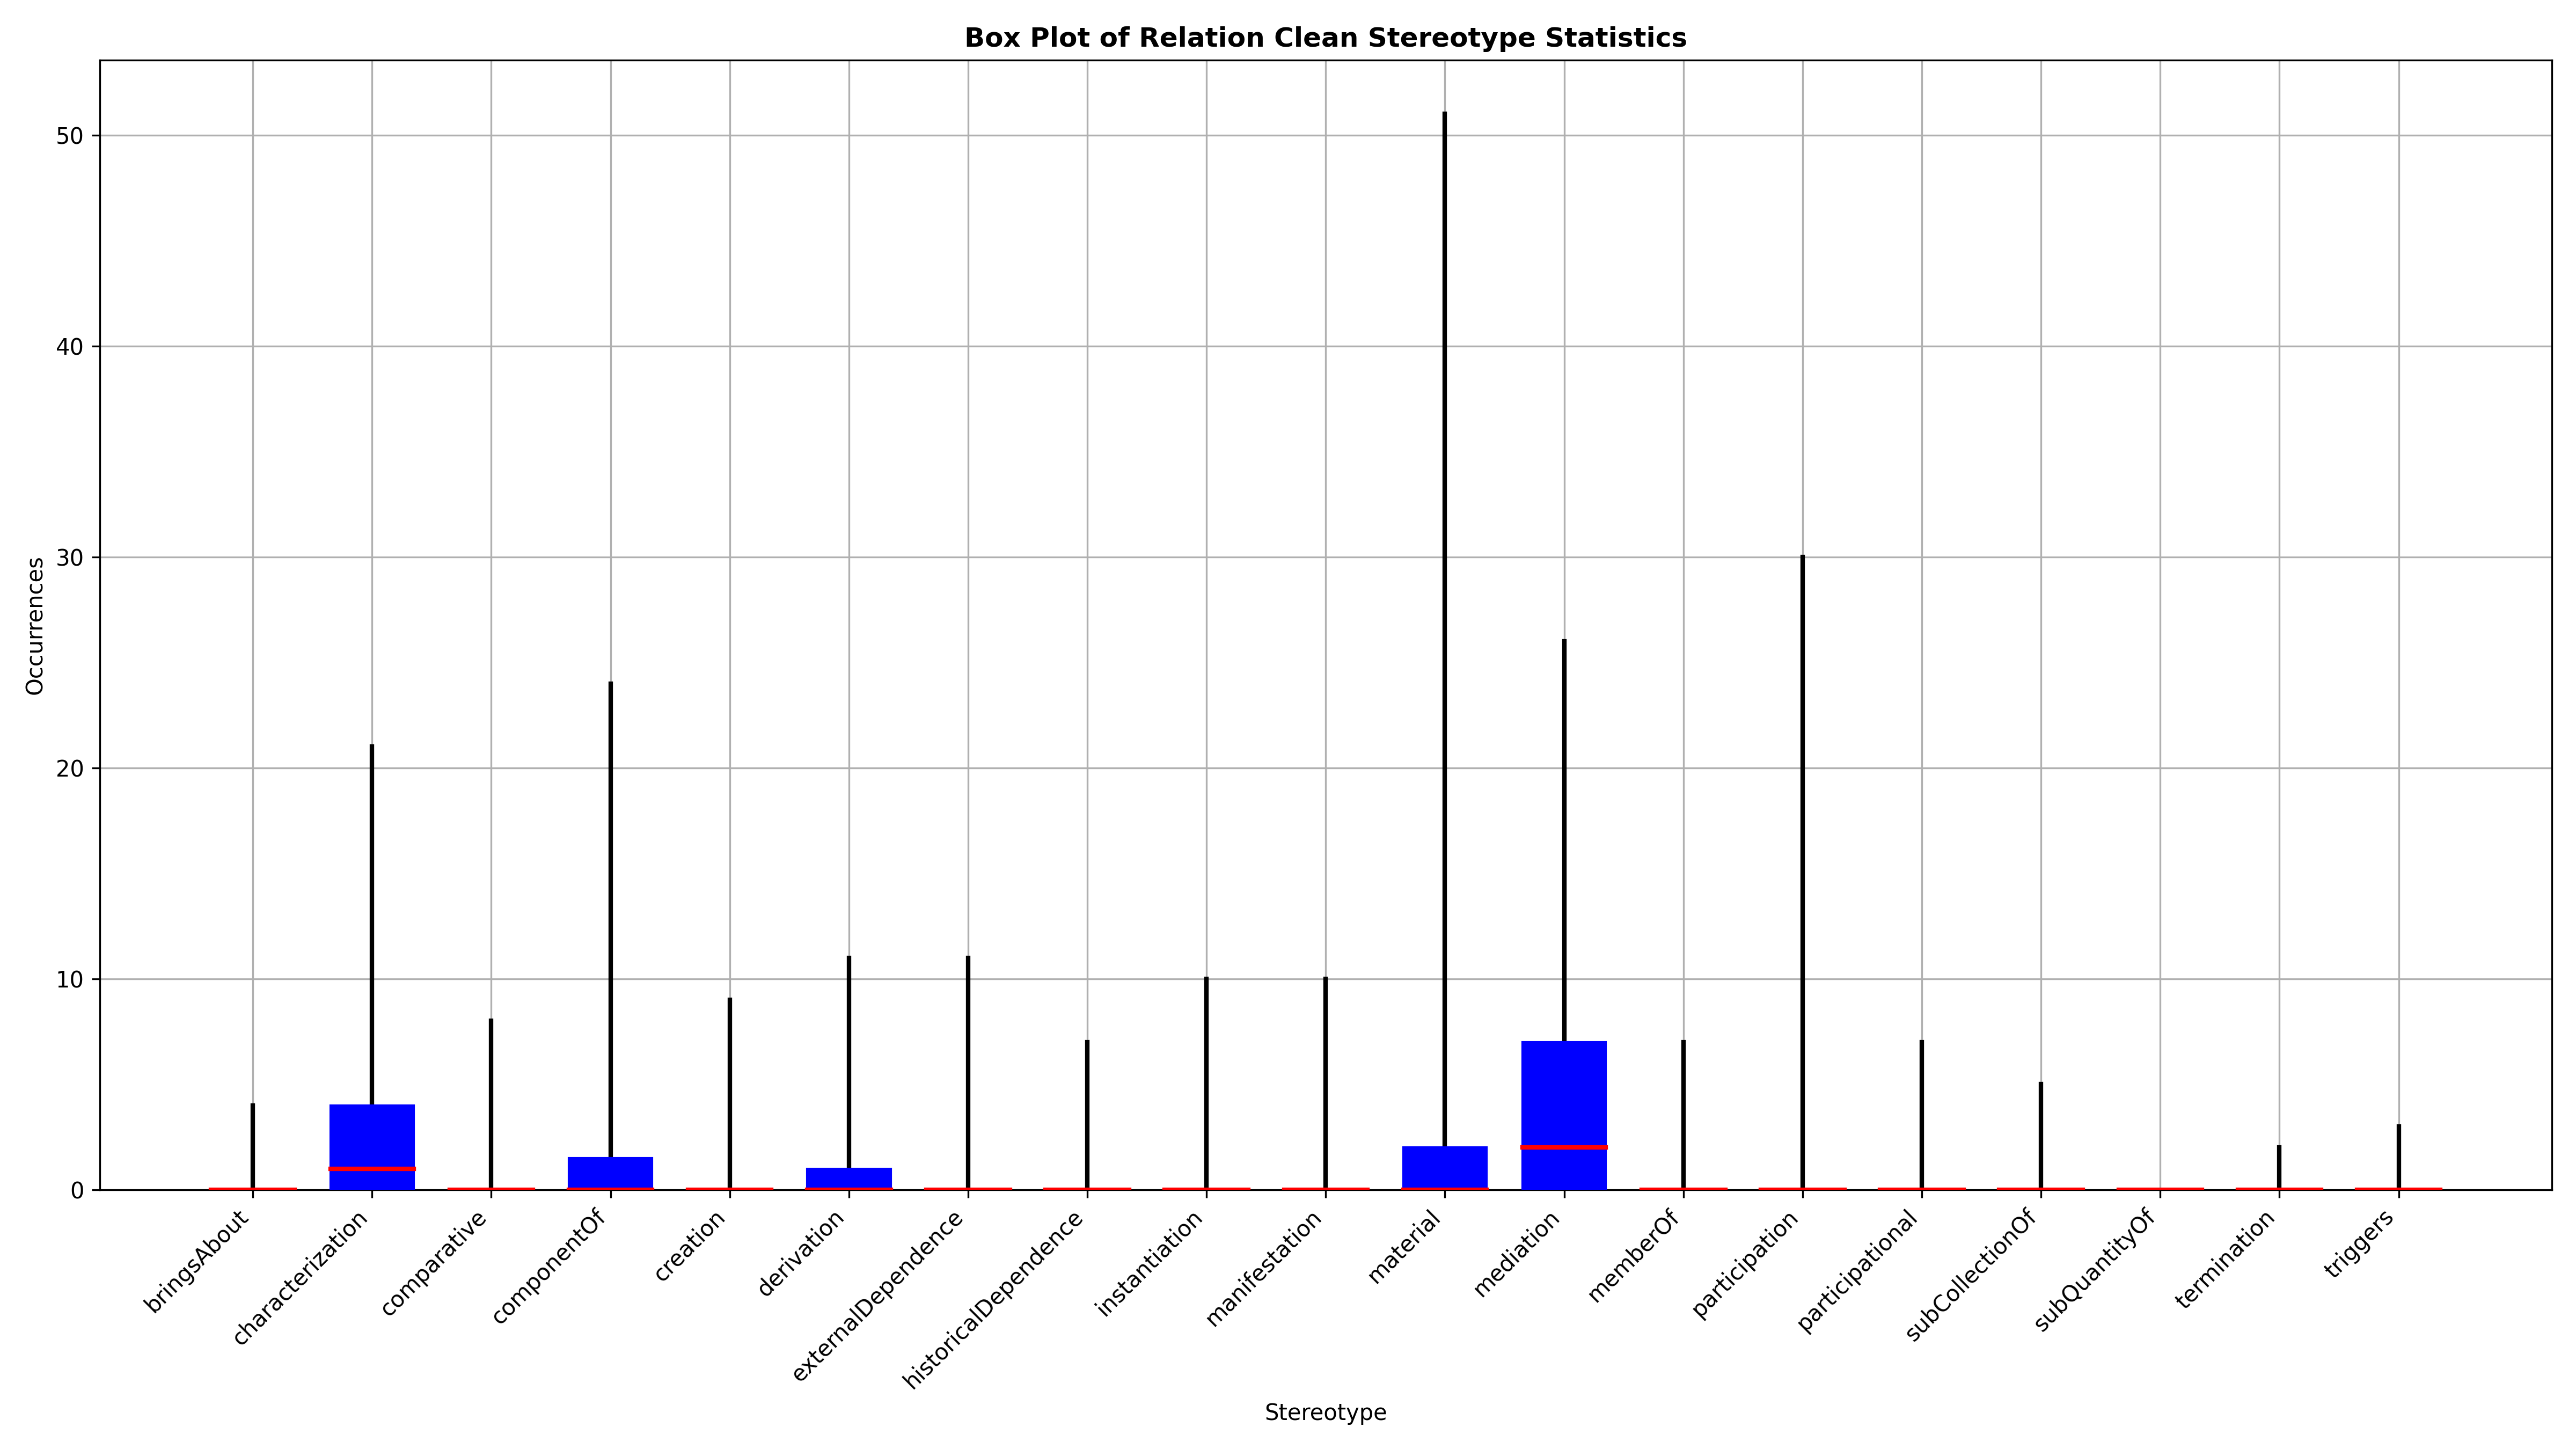 Box Plot of Relation Clean Stereotype Statistics
50
40
30
20
10
0
Occurrences
bringsAbout
characterization
comparative
componentOf
creation
derivation
externalDependence
historicalDependence
instantiation
manifestation
material
mediation
memberOf
participation
participational
subCollectionOf
subQuantityOf
termination
triggers
Stereotype